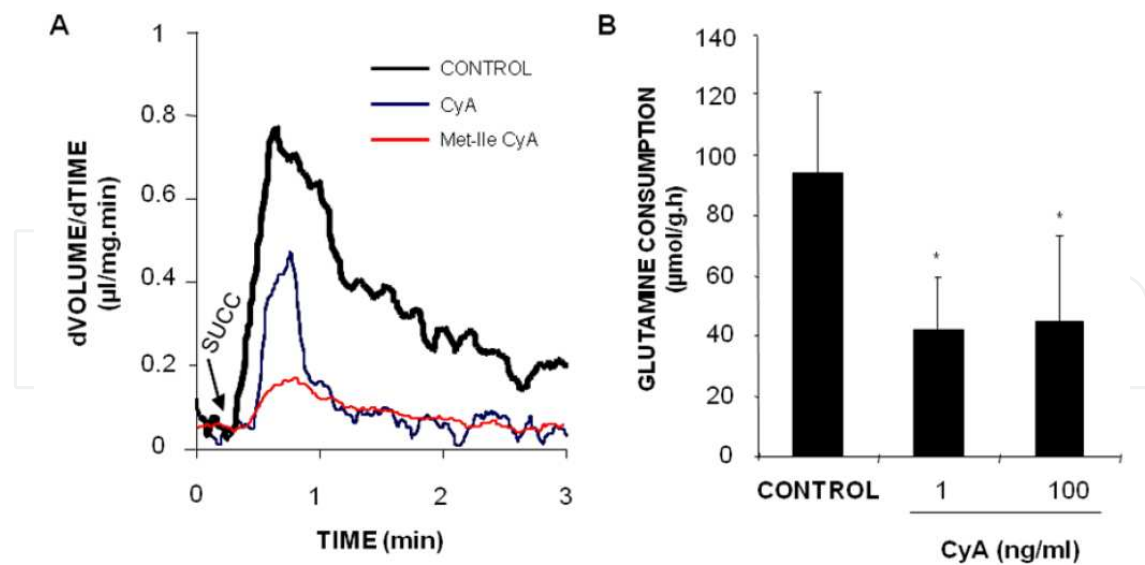 A
1
0.8
0.6
0.4
0.2
0
dVOLUME/dTIME
(µl/mg.min)
CONTROL
CyA
Met-Ile CyA
SUCC
0
1
2
3
TIME (min)
B
140
120
100
80
60
40
20
0
GLUTAMINE CONSUMPTION
(µmol/g.h)
*
*
CONTROL
1
100
CyA (ng/ml)